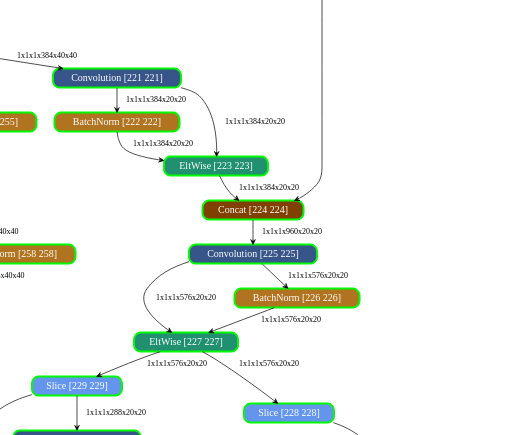 1x1x1x384x40x40
Convolution [221 221]
1x1x1x384x20x20
255]
BatchNorm [222 222]
1x1x1x384x20x20
1x1x1x384x20x20
EltWise [223 223]
1x1x1x384x20x20
Concat [224 224]
40x40
1x1x1x960x20x20
orm [258 258]
Convolution [225 225]
x40x40
1x1x1x576x20x20
1x1x1x576x20x20
BatchNorm [226 226]
1x1x1x576x20x20
EltWise [227 227]
1x1x1x576x20x20
1x1x1x576x20x20
Slice [229 229]
1x1x1x288x20x20
Slice [228 228]